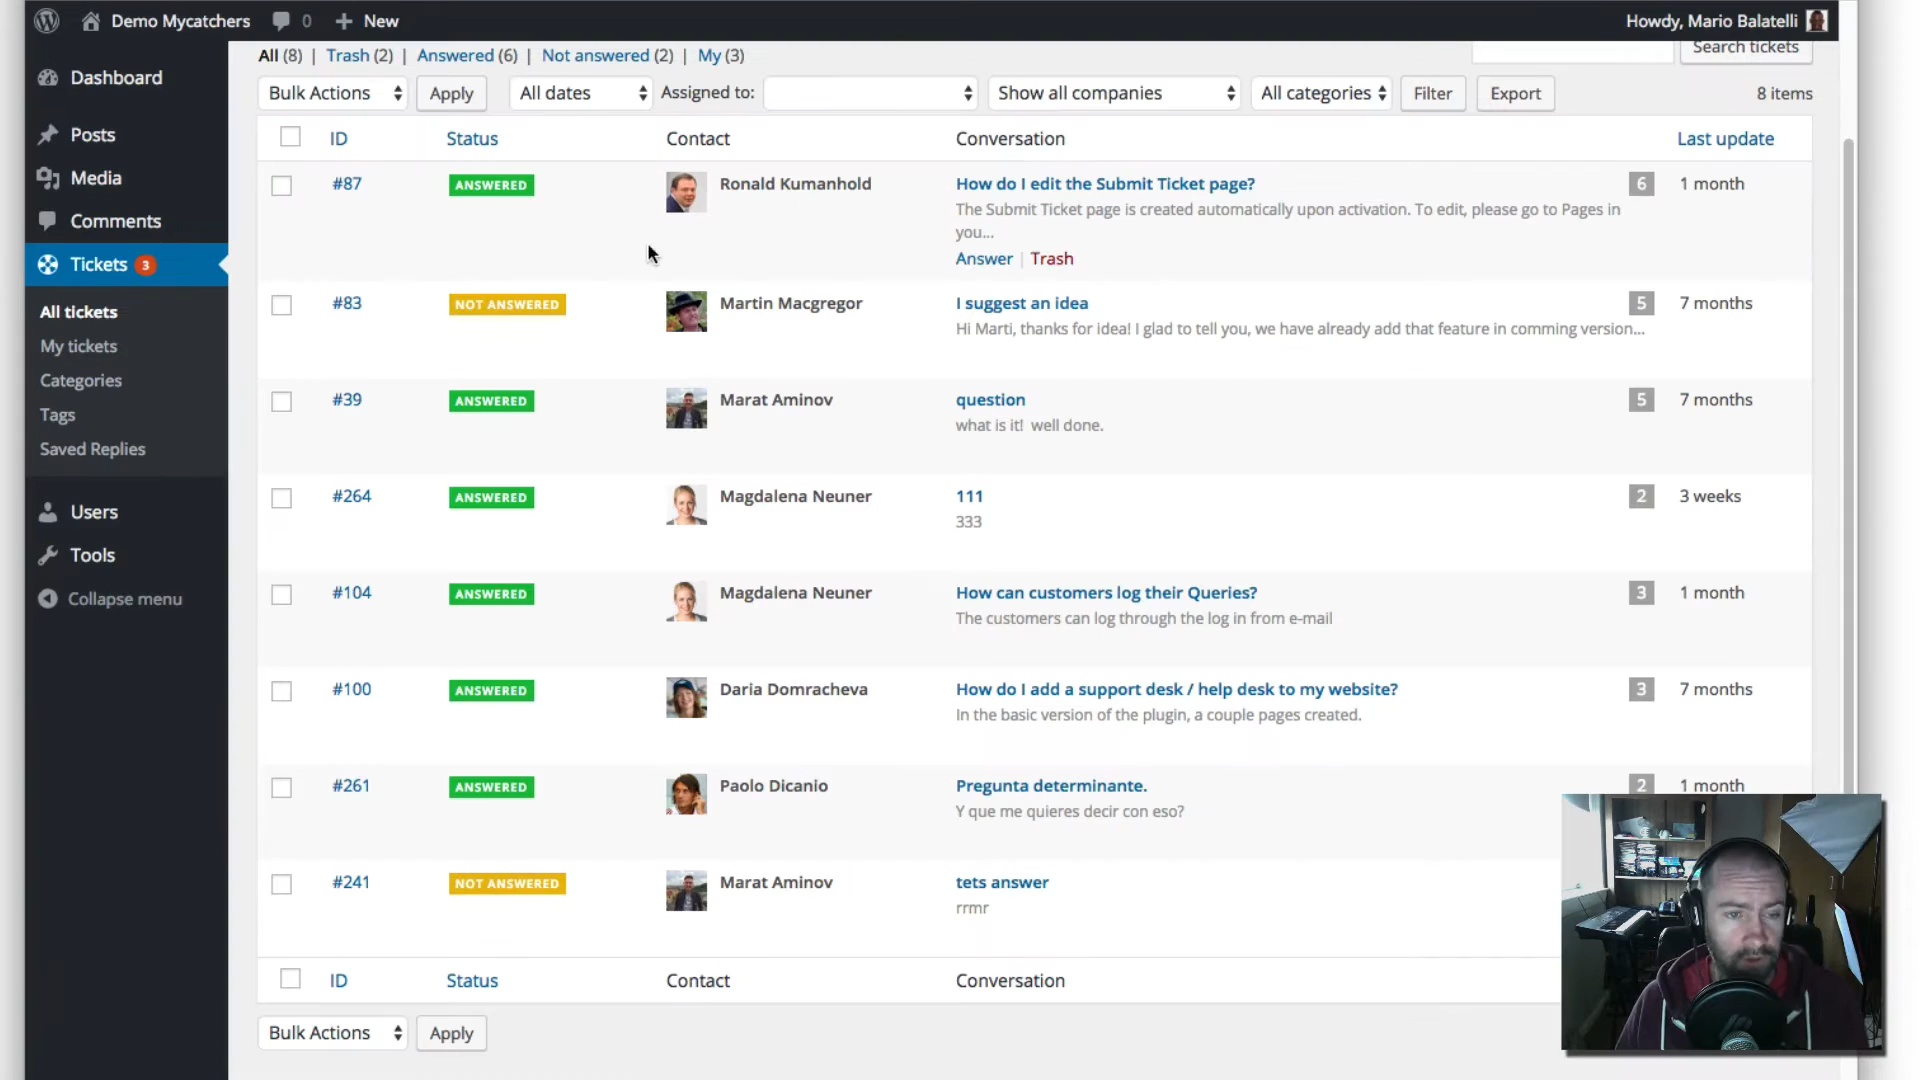 Demo Mycatchers 0 New Howdy, Mario Balatelli
All (8) | Trash (2) | Answered (6) | Not answered (2) | My (3) Search tickets
Bulk Actions Apply All dates Assigned to: Show all companies All categories Filter Export 8 items
Dashboard
Posts
Media
Comments
Tickets 3
All tickets
My tickets
Categories
Tags
Saved Replies
Users
Tools
Collapse menu
ID Status Contact Conversation Last update
#87 ANSWERED Ronald Kumanhold How do I edit the Submit Ticket page? 6 1 month
The Submit Ticket page is created automatically upon activation. To edit, please go to Pages in
you...
Answer | Trash
#83 NOT ANSWERED Martin Macgregor I suggest an idea 5 7 months
Hi Marti, thanks for idea! I glad to tell you, we have already add that feature in comming version...
#39 ANSWERED Marat Aminov question 5 7 months
what is it! well done.
#264 ANSWERED Magdalena Neuner 111 2 3 weeks
333
#104 ANSWERED Magdalena Neuner How can customers log their Queries? 3 1 month
The customers can log through the log in from e-mail
#100 ANSWERED Daria Domracheva How do I add a support desk / help desk to my website? 3 7 months
In the basic version of the plugin, a couple pages created.
#261 ANSWERED Paolo Dicanio Pregunta determinante. 2 1 month
Y que me quieres decir con eso?
#241 NOT ANSWERED Marat Aminov tets answer
rrmr
ID Status Contact Conversation
Bulk Actions Apply